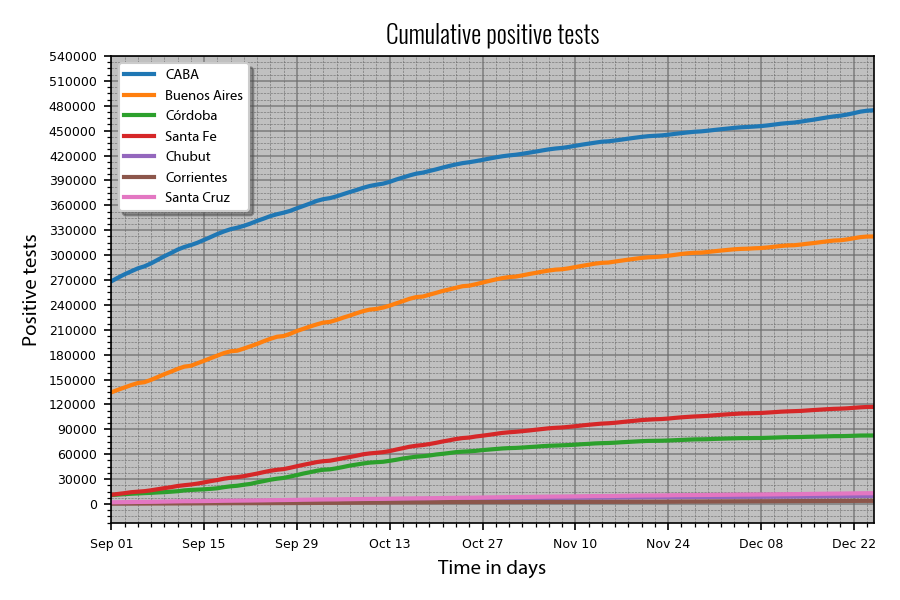 Cumulative positive tests
540000
510000
480000
450000
420000
390000
360000
330000
300000
270000
240000
210000
180000
150000
120000
90000
60000
30000
0
Positive tests
CABA
Buenos Aires
Córdoba
Santa Fe
Chubut
Corrientes
Santa Cruz
Sep 01 Sep 15 Sep 29 Oct 13 Oct 27 Nov 10 Nov 24 Dec 08 Dec 22
Time in days